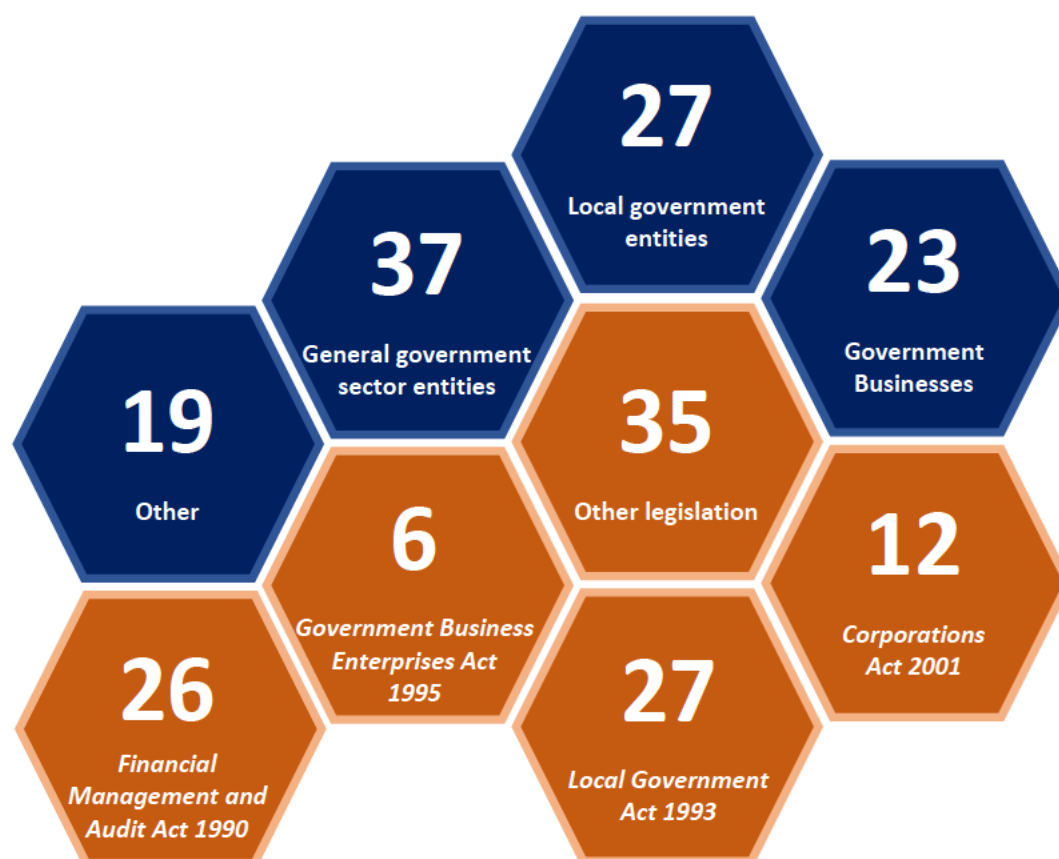 27
Local government
entities
37
General government
sector entities
23
Government
Businesses
19
Other
35
Other legislation
6
Government Business
Enterprises Act
1995
12
Corporations
Act 2001
26
Financial
Management and
Audit Act 1990
27
Local Government
Act 1993